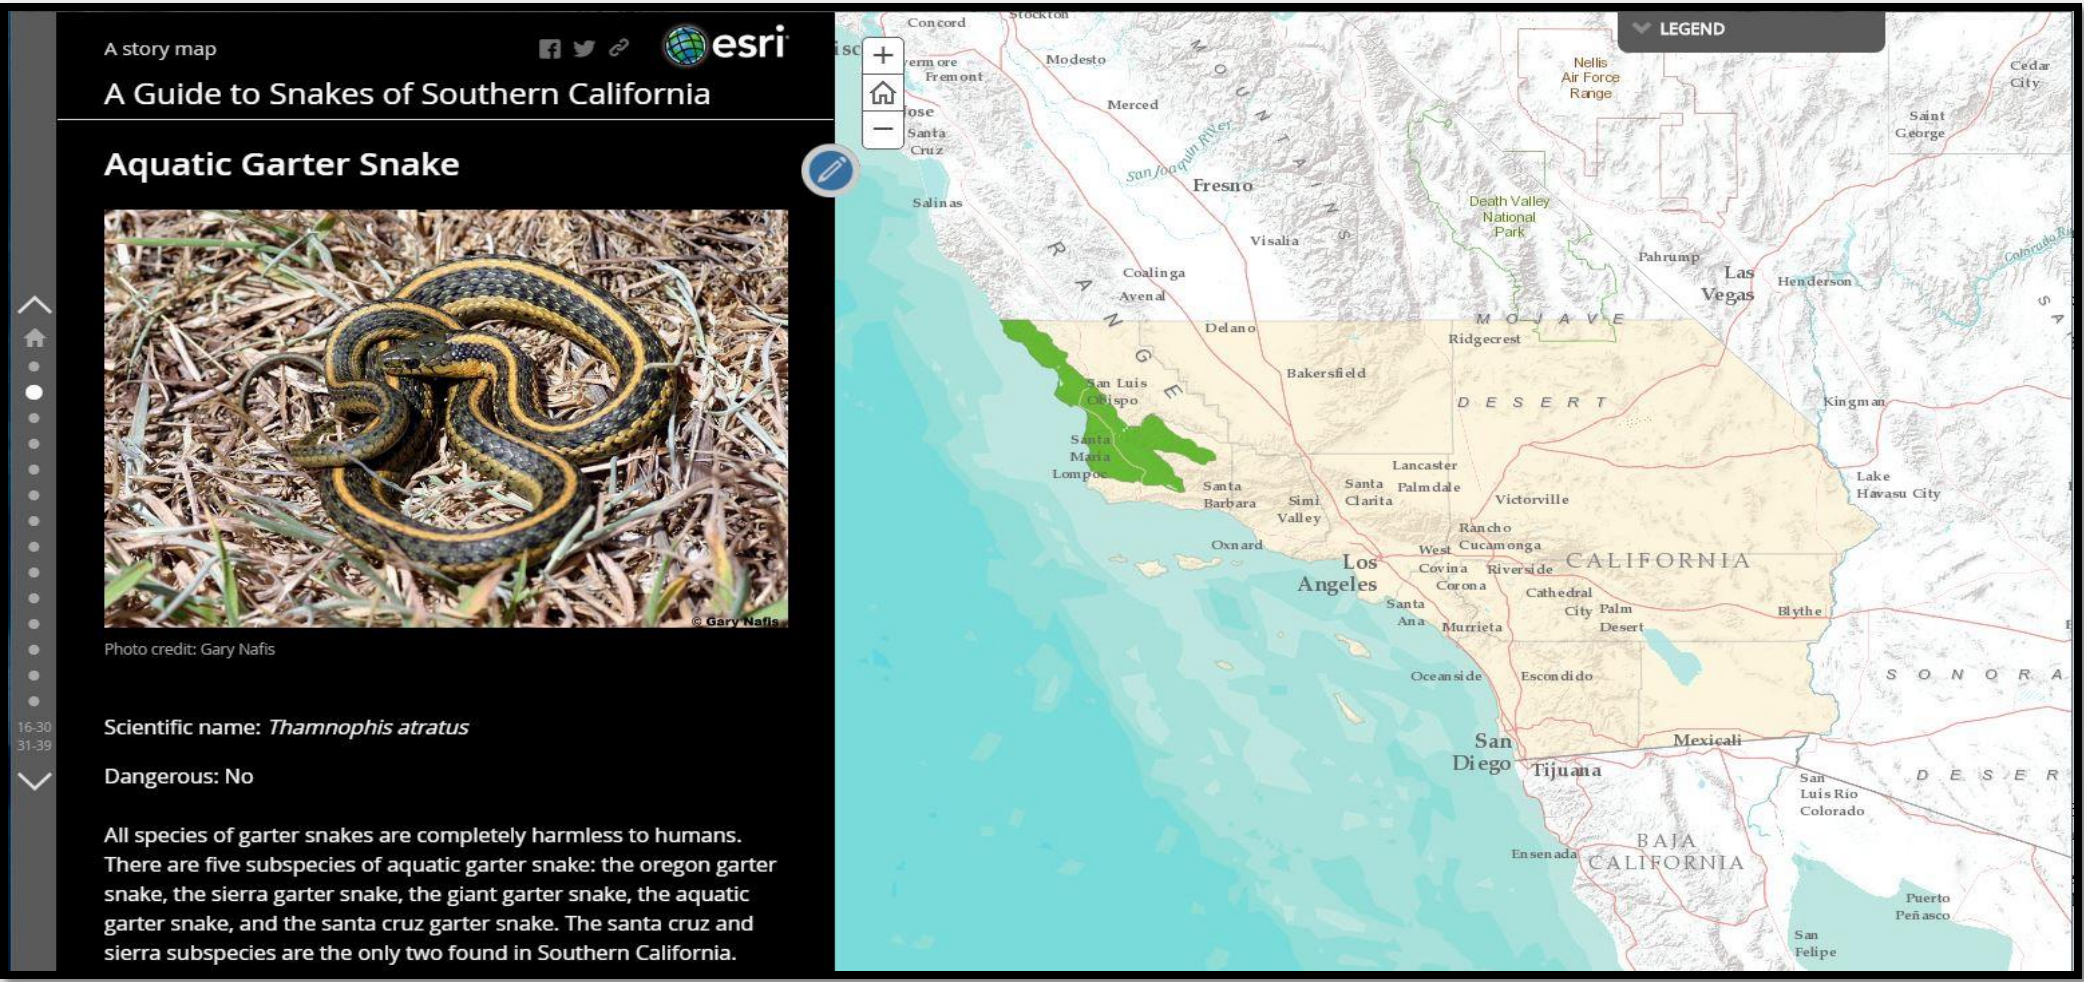 A story map
esri
A Guide to Snakes of Southern California
Aquatic Garter Snake
© Gary Nafis
Photo credit: Gary Nafis
Scientific name: Thamnophis atratus
Dangerous: No
All species of garter snakes are completely harmless to humans.
There are five subspecies of aquatic garter snake: the oregon garter
snake, the sierra garter snake, the giant garter snake, the aquatic
garter snake, and the santa cruz garter snake. The santa cruz and
sierra subspecies are the only two found in Southern California.
16-30
31-39
LEGEND
Concord
Stockton
Modesto
Fremont
Merced
Santa
Cruz
San Joaquin River
Fresno
Salinas
Visalia
Coalinga
Avenal
MOUNTAINS
RANGE
Nellis
Air Force
Range
Cedar
City
Saint
George
Death Valley
National
Park
Pahrump
Las
Vegas
Henderson
MOJAVE
DESERT
Delano
Ridgecrest
Bakersfield
San Luis
Obispo
Santa
Maria
Lompoc
Kingman
Lake
Havasu City
Santa
Barbara
Simi
Valley
Santa
Clarita
Lancaster
Palmdale
Victorville
Oxnard
Los
Angeles
West
Covina
Rancho
Cucamonga
Riverside
Corona
CALIFORNIA
Santa
Ana
Murrieta
Cathedral
City
Palm
Desert
Blythe
Oceanside
Escondido
San
Diego
Tijuana
Mexicali
San
Luis Rio
Colorado
SONORA
DESER
Ensenada
BAJA
CALIFORNIA
Puerto
Peñasco
San
Felipe